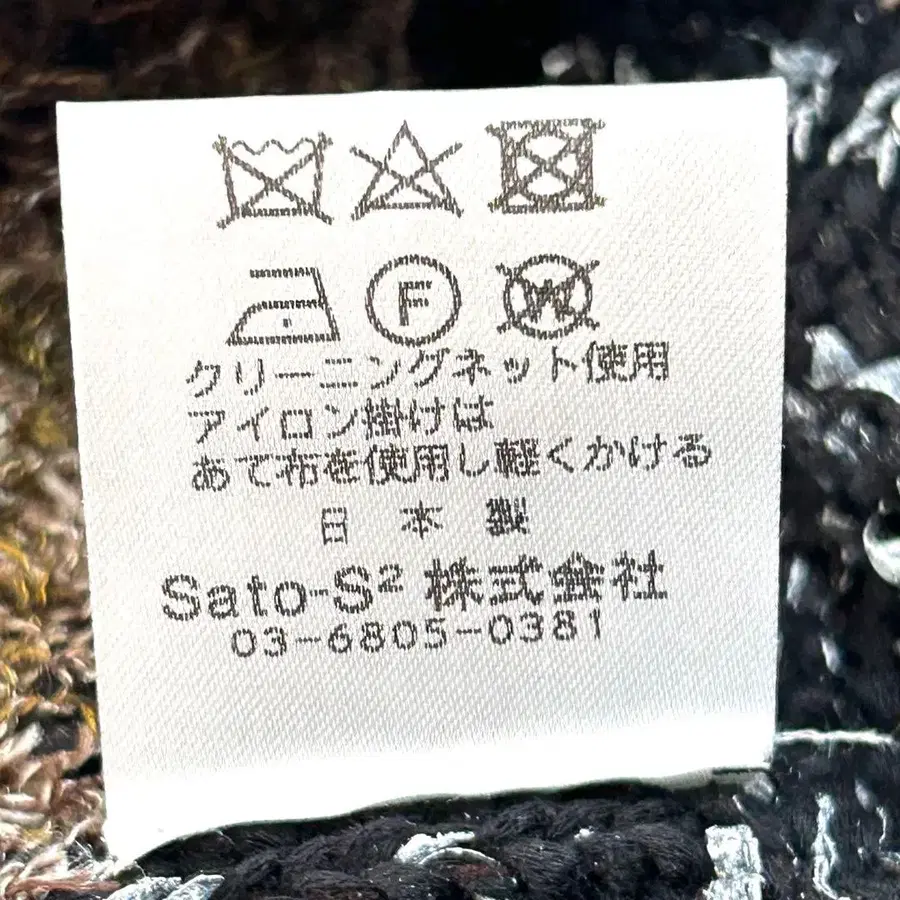 F W
クリーニングネット使用
アイロン掛けは
あて布を使用し軽くかける
日本製
Sato-S² 株式会社
03-6805-0381